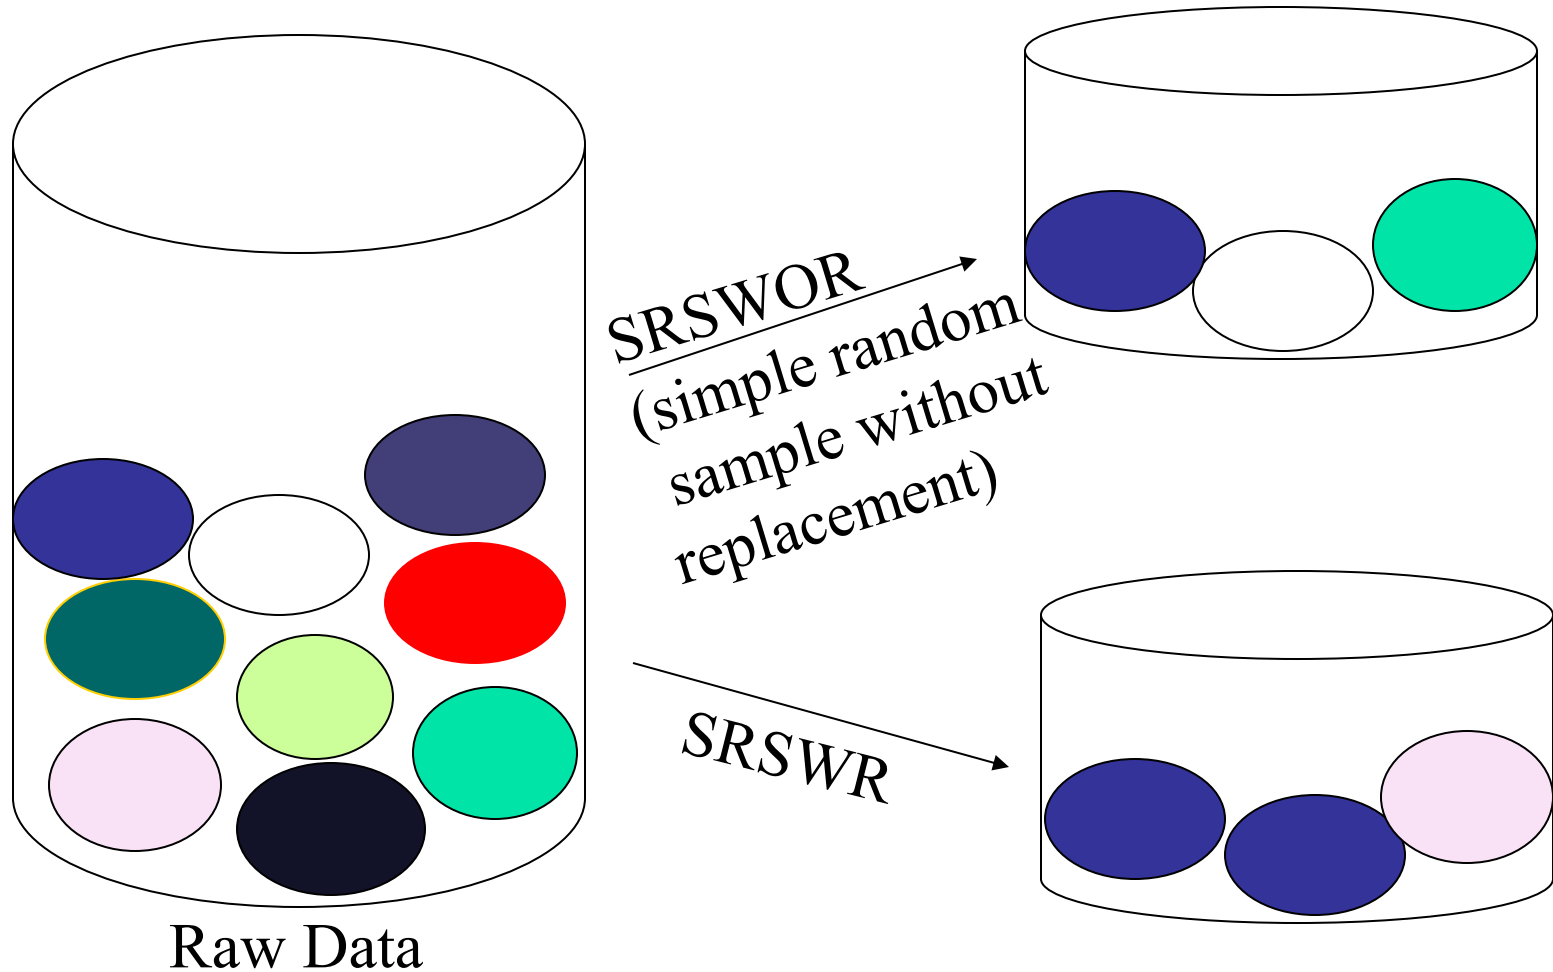 SRSWOR
(simple random
sample without
replacement)
SRSWR
Raw Data